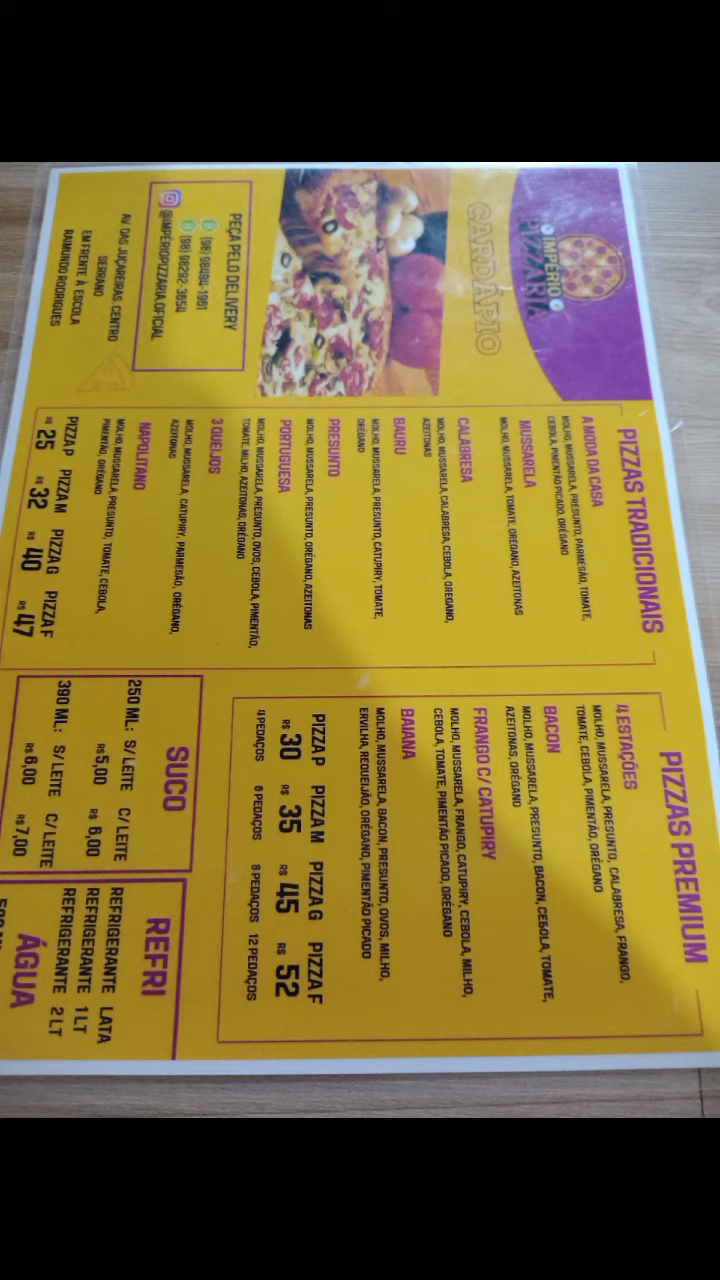 IMPÉRIO
PIZZARIA
CARDÁPIO
PEÇA PELO DELIVERY
(98) 98494-1961
(98) 98292-3654
@IMPÉRIOPIZZARIA.OFICIAL
AV. DAS JUÇAREIRAS. CENTRO
SERRANO
EM FRENTE À ESCOLA
RAIMUNDO RODRIGUES
PIZZAS TRADICIONAIS
A MODA DA CASA
MOLHO, MUSSARELA, PRESUNTO, PARMESÃO, TOMATE,
CEBOLA, PIMENTÃO PICADO, ORÉGANO
MUSSARELA
MOLHO, MUSSARELA, TOMATE, OREGANO, AZEITONAS
CALABRESA
MOLHO, MUSSARELA, CALABRESA, CEBOLA, OREGANO,
AZEITONAS
BAURU
MOLHO, MUSSARELA, PRESUNTO, CATUPIRY, TOMATE,
OREGANO
PRESUNTO
MOLHO, MUSSARELA, PRESUNTO, OREGANO, AZEITONAS
PORTUGUESA
MOLHO, MUSSARELA, PRESUNTO, OVOS, CEBOLA, PIMENTÃO,
TOMATE, MILHO, AZEITONAS, ORÉGANO
3 QUEIJOS
MOLHO, MUSSARELA, CATUPIRY, PARMESÃO, ORÉGANO,
AZEITONAS
NAPOLITANO
MOLHO, MUSSARELA, PRESUNTO, TOMATE, CEBOLA,
PIMENTÃO, ORÉGANO
PIZZA P PIZZA M PIZZA G PIZZA F
R$ 25 R$ 32 R$ 40 R$ 47
PIZZAS PREMIUM
4 ESTAÇÕES
MOLHO, MUSSARELA, PRESUNTO, CALABRESA, FRANGO,
TOMATE, CEBOLA, PIMENTÃO, ORÉGANO
BACON
MOLHO, MUSSARELA, PRESUNTO, BACON, CEBOLA, TOMATE,
AZEITONAS, ORÉGANO
FRANGO C/ CATUPIRY
MOLHO, MUSSARELA, FRANGO, CATUPIRY, CEBOLA, MILHO,
CEBOLA, TOMATE, PIMENTÃO PICADO, ORÉGANO
BAIANA
MOLHO, MUSSARELA, BACON, PRESUNTO, OVOS, MILHO,
ERVILHA, REQUEIJÃO, ORÉGANO, PIMENTÃO PICADO
PIZZA P PIZZA M PIZZA G PIZZA F
R$ 30 R$ 35 R$ 45 R$ 52
4 PEDAÇOS 6 PEDAÇOS 8 PEDAÇOS 12 PEDAÇOS
SUCO
250 ML: S/ LEITE C/ LEITE
R$ 5,00 R$ 6,00
390 ML: S/ LEITE C/ LEITE
R$ 6,00 R$ 7,00
REFRI
REFRIGERANTE LATA
REFRIGERANTE 1 LT
REFRIGERANTE 2 LT
ÁGUA